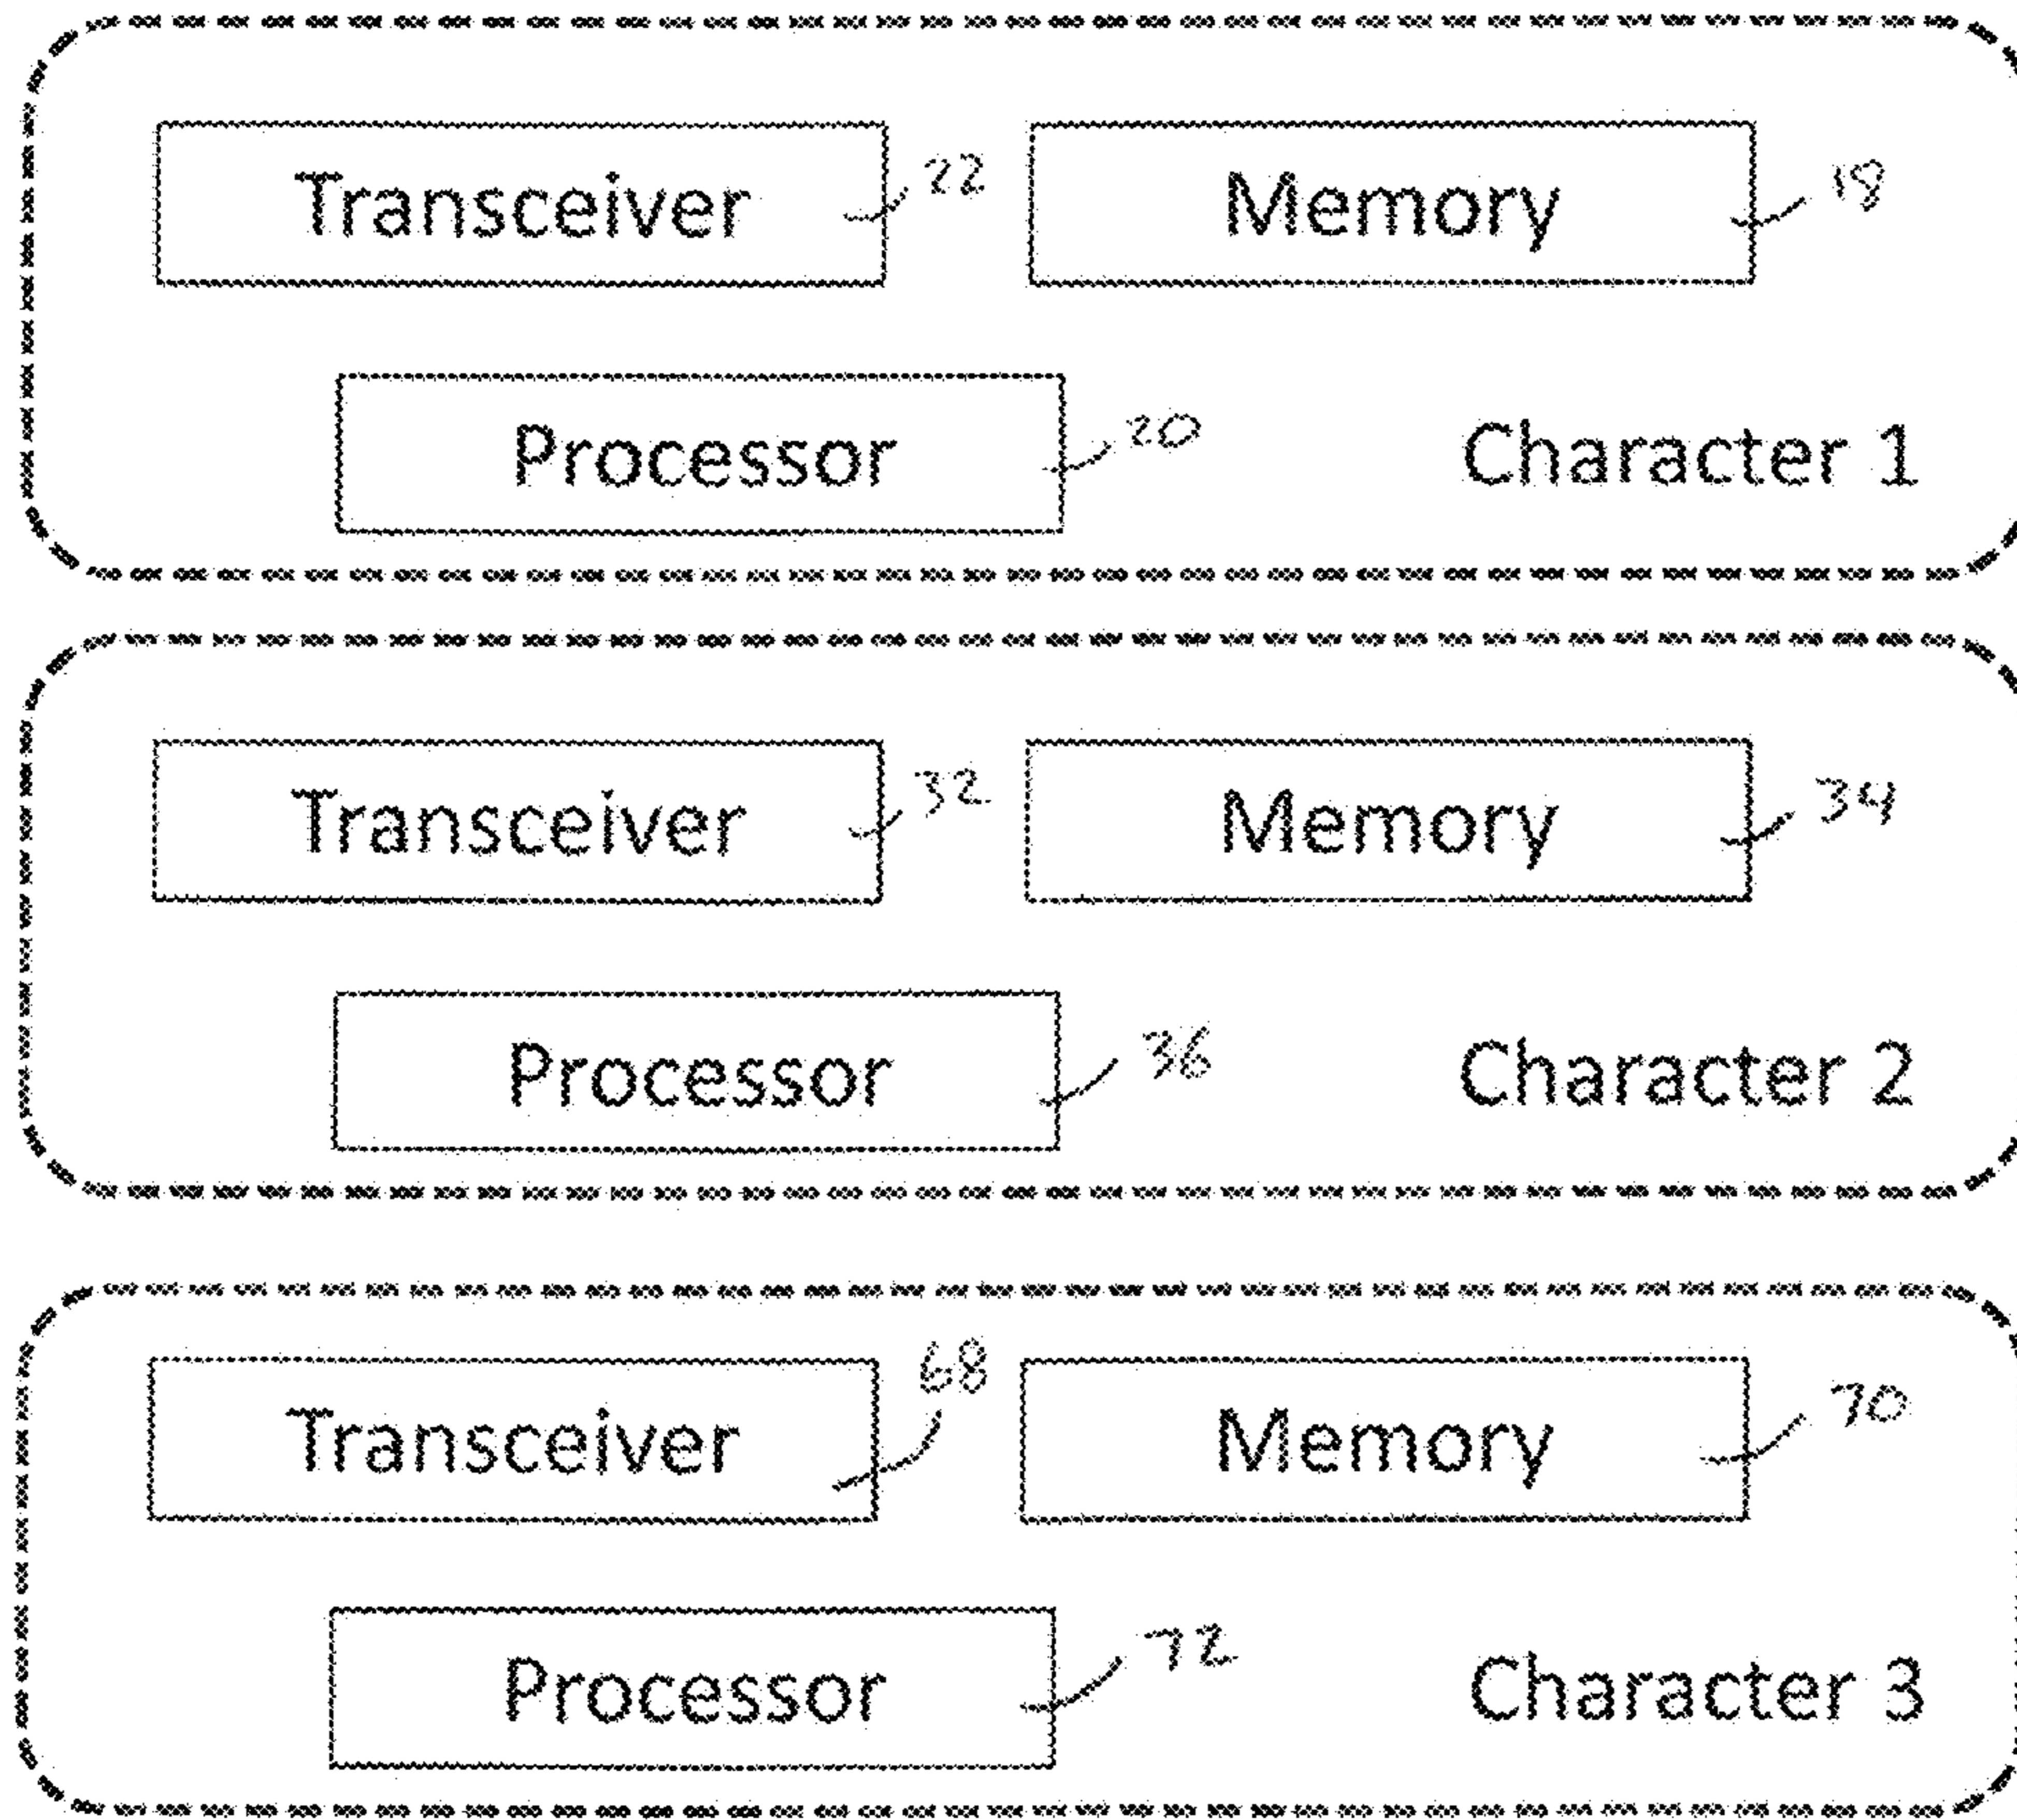 Transceiver 22 Memory 18
Processor 20 Character 1
Transceiver 32 Memory 34
Processor 36 Character 2
Transceiver 68 Memory 70
Processor 72 Character 3